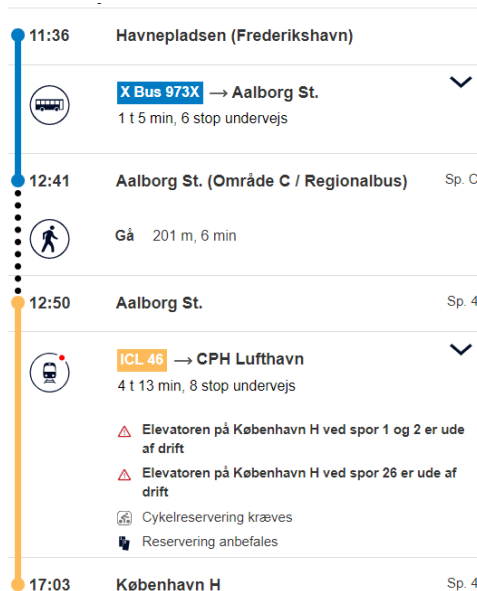 11:36 Havnepladsen (Frederikshavn)
X Bus 973X → Aalborg St.
1 t 5 min, 6 stop undervejs
12:41 Aalborg St. (Område C / Regionalbus) Sp. C
Gå 201 m, 6 min
12:50 Aalborg St. Sp. 4
ICL 46 → CPH Lufthavn
4 t 13 min, 8 stop undervejs
Elevatoren på København H ved spor 1 og 2 er ude
af drift
Elevatoren på København H ved spor 26 er ude af
drift
Cykelreservering kræves
Reservering anbefales
17:03 København H Sp. 4